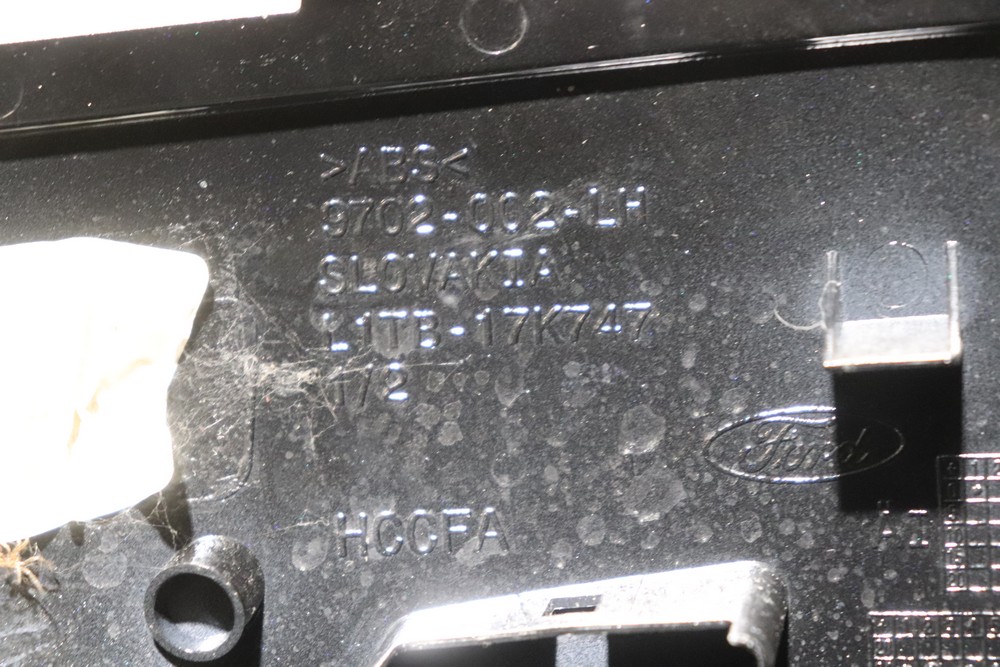 >ABS<
9702-002-LH
SLOVAKIA
L1TB-17K747
1/2
Ford
HCCFA